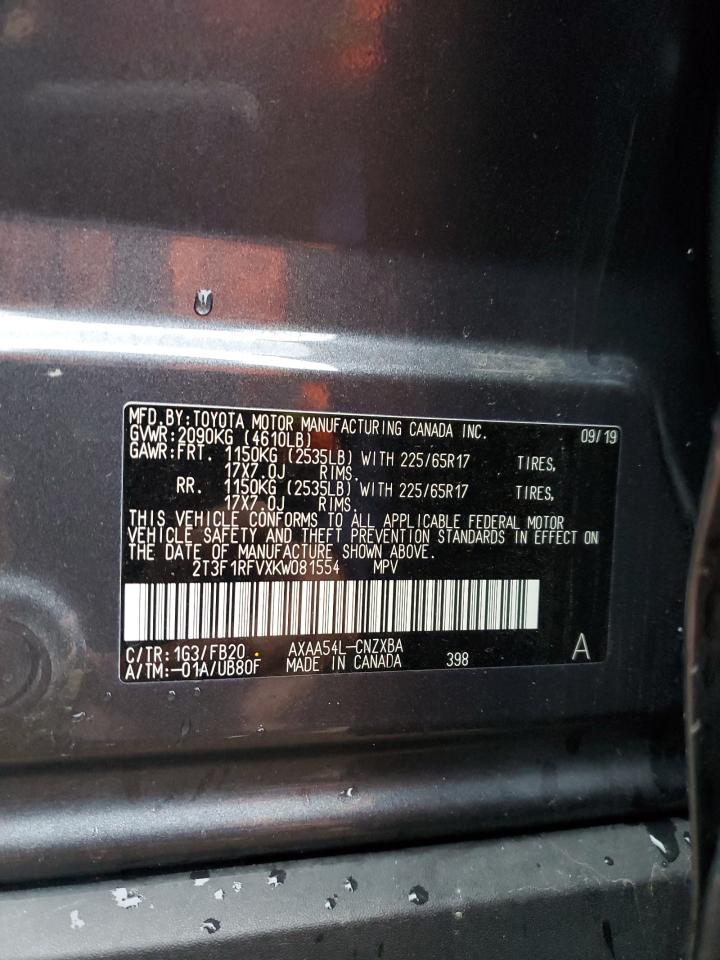 MFD.BY:TOYOTA MOTOR MANUFACTURING CANADA INC. 09/19
GVWR:2090KG (4610LB)
GAWR:FRT. 1150KG (2535LB) WITH 225/65R17 TIRES,
17X7.0J RIMS.
RR. 1150KG (2535LB) WITH 225/65R17 TIRES,
17X7.0J RIMS.
THIS VEHICLE CONFORMS TO ALL APPLICABLE FEDERAL MOTOR
VEHICLE SAFETY AND THEFT PREVENTION STANDARDS IN EFFECT ON
THE DATE OF MANUFACTURE SHOWN ABOVE.
2T3F1RFVXKW081554 MPV
C/TR:1G3/FB20 AXAA54L-CNZXBA
A/TM:-01A/UB80F MADE IN CANADA 398 A